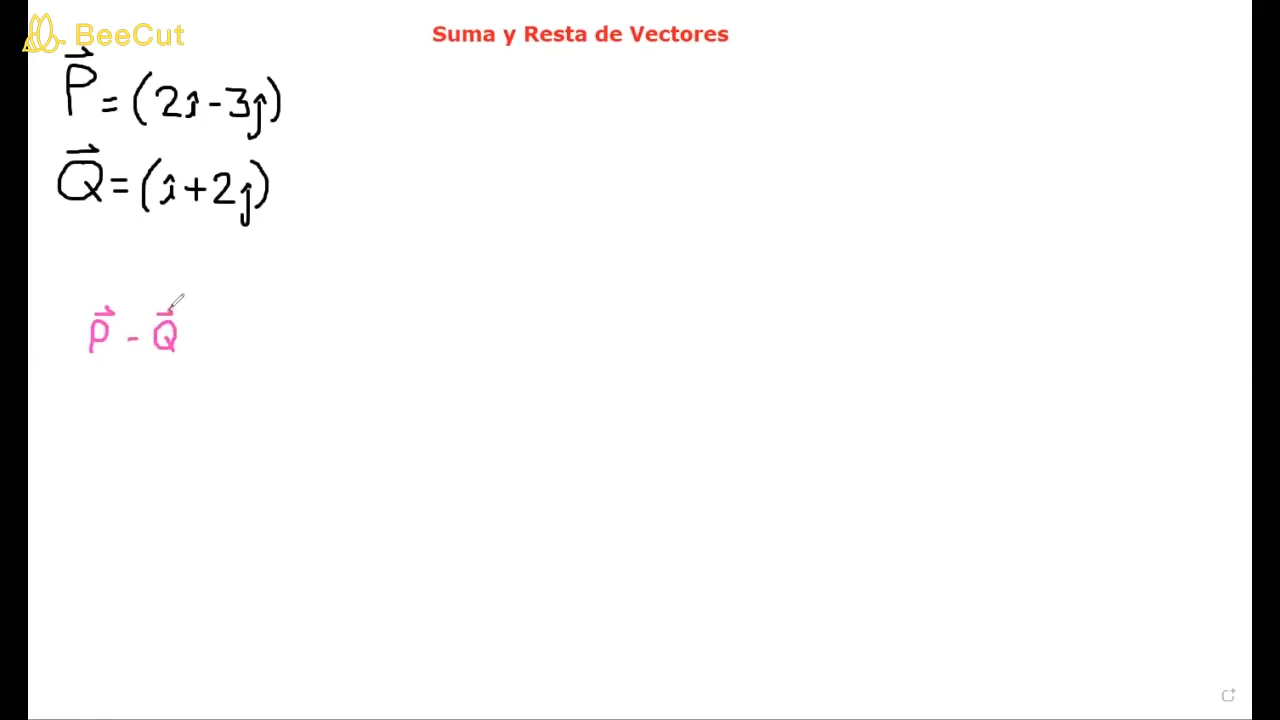 BeeCut
Suma y Resta de Vectores
P⃗ = (2î - 3ĵ)
Q⃗ = (î + 2ĵ)
P⃗ - Q⃗